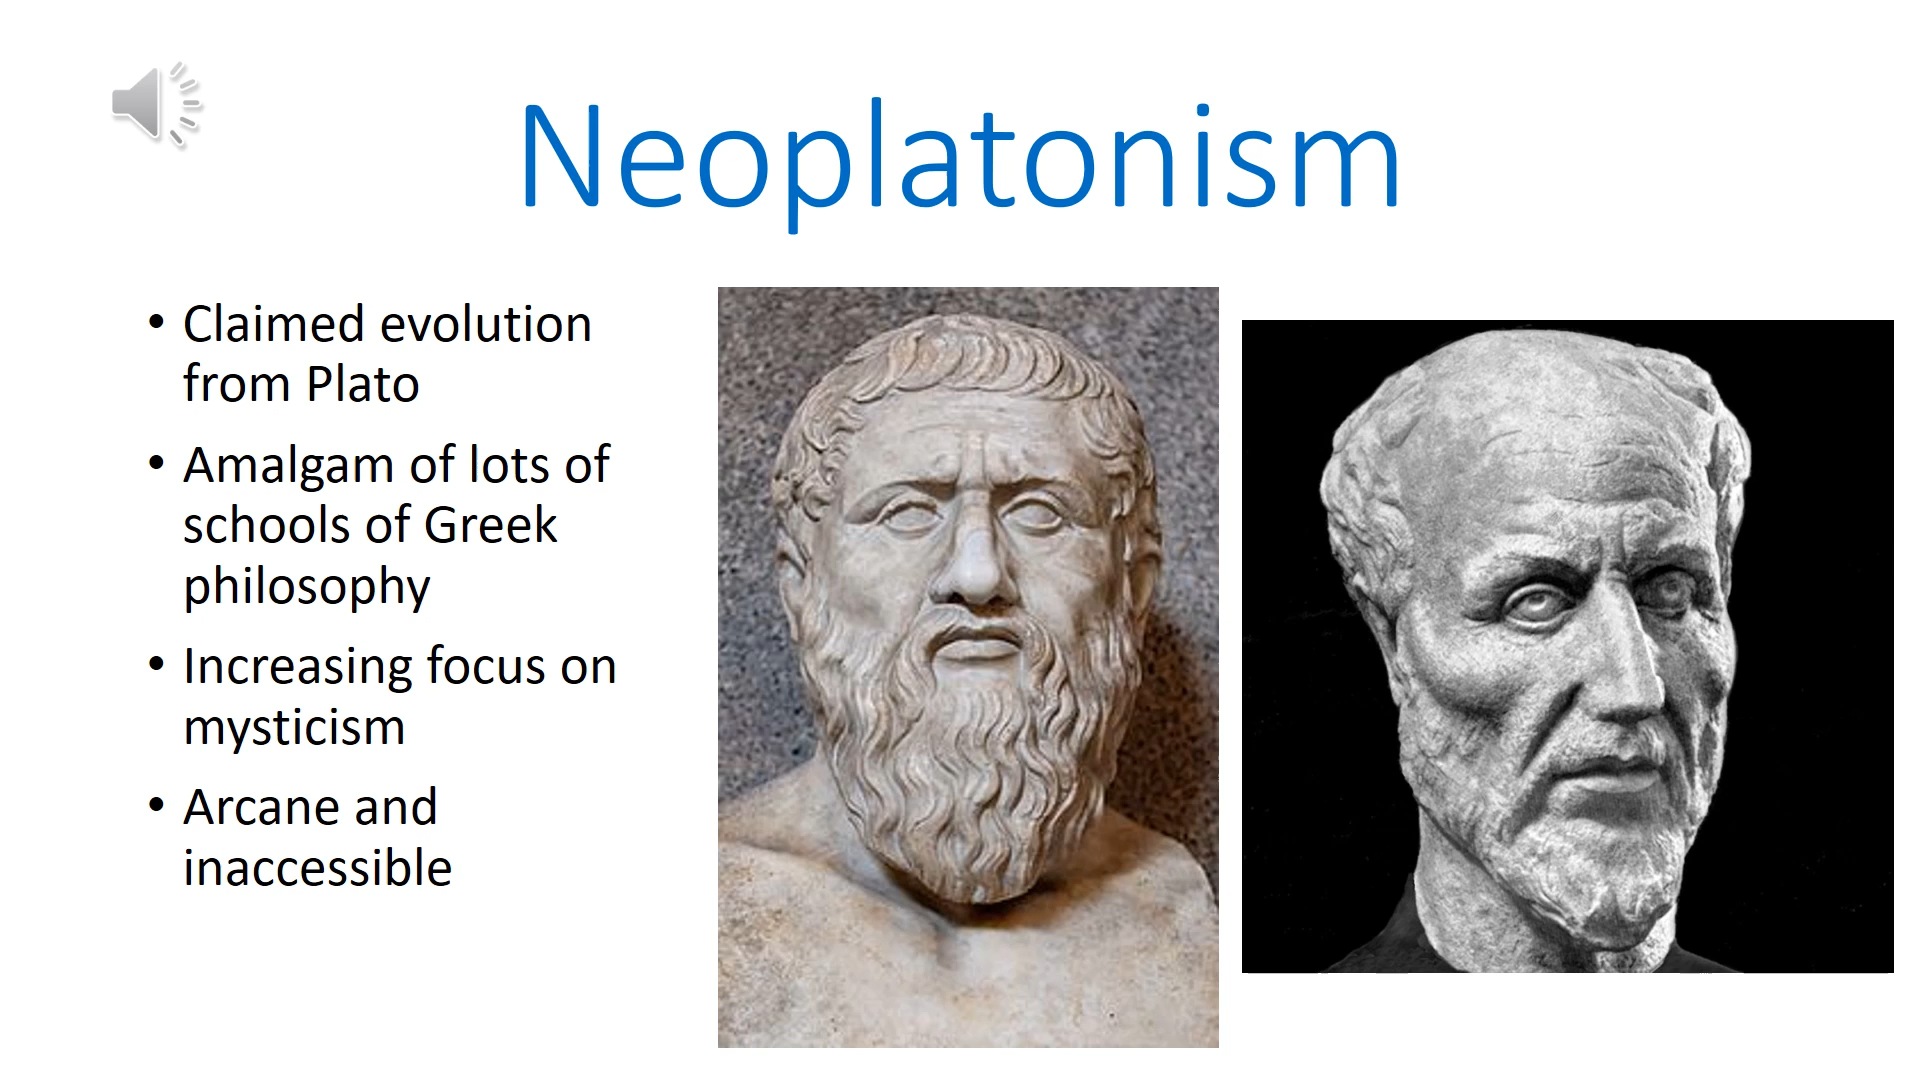 Neoplatonism
• Claimed evolution
from Plato
• Amalgam of lots of
schools of Greek
philosophy
• Increasing focus on
mysticism
• Arcane and
inaccessible